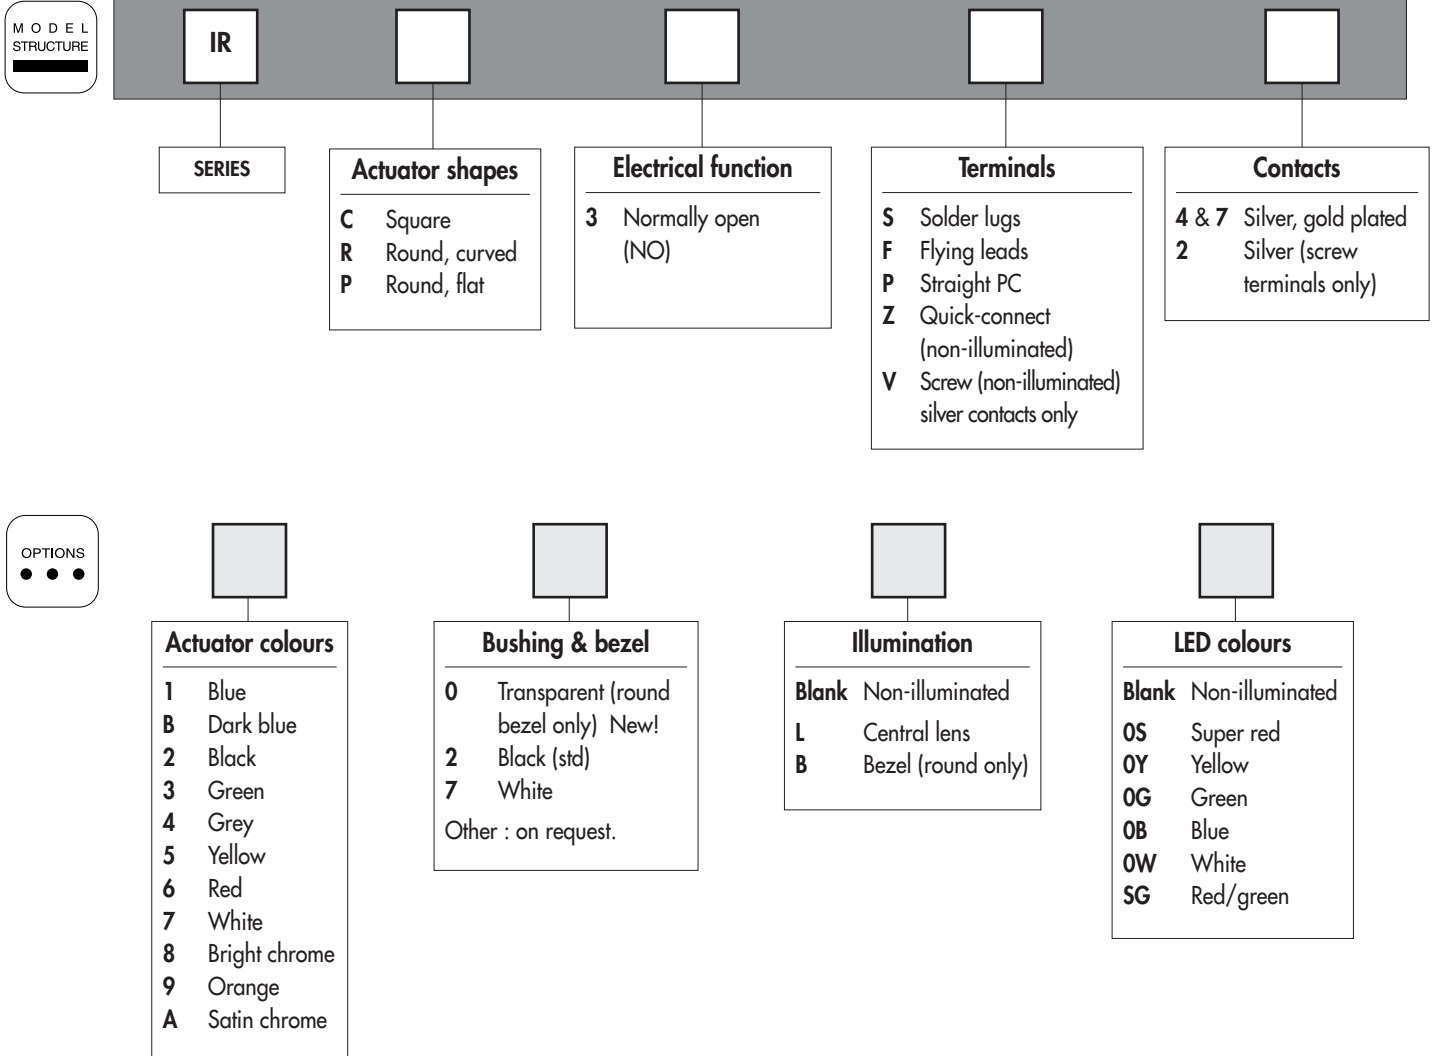 MODEL
STRUCTURE
IR
SERIES
Actuator shapes
C Square
R Round, curved
P Round, flat
Electrical function
3 Normally open
(NO)
Terminals
S Solder lugs
F Flying leads
P Straight PC
Z Quick-connect
(non-illuminated)
V Screw (non-illuminated)
silver contacts only
Contacts
4 & 7 Silver, gold plated
2 Silver (screw
terminals only)
OPTIONS
Actuator colours
1 Blue
B Dark blue
2 Black
3 Green
4 Grey
5 Yellow
6 Red
7 White
8 Bright chrome
9 Orange
A Satin chrome
Bushing & bezel
0 Transparent (round
bezel only) New!
2 Black (std)
7 White
Other : on request.
Illumination
Blank Non-illuminated
L Central lens
B Bezel (round only)
LED colours
Blank Non-illuminated
0S Super red
0Y Yellow
0G Green
0B Blue
0W White
SG Red/green